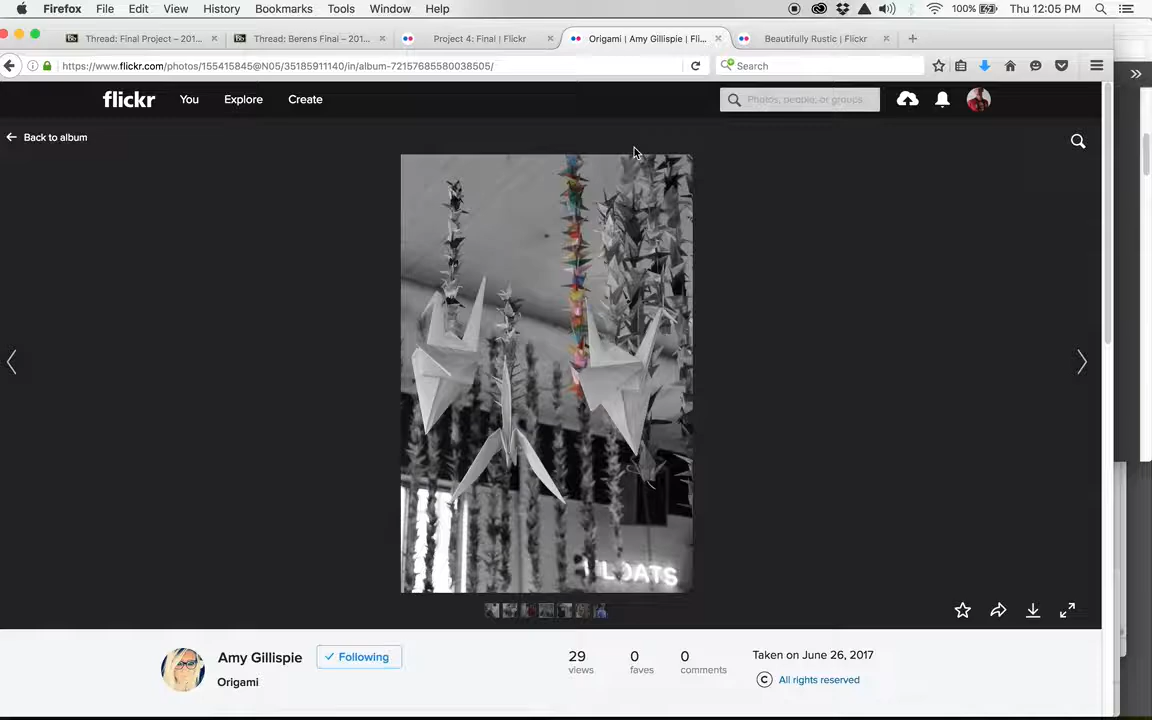 Firefox File Edit View History Bookmarks Tools Window Help 100% Thu 12:05 PM
Thread: Final Project – 201... Thread: Berens Final – 201... Project 4: Final | Flickr Origami | Amy Gillispie | Fli... Beautifully Rustic | Flickr
https://www.flickr.com/photos/155415845@N05/35185911140/in/album-72157685580038505/ Search
flickr You Explore Create Photos, people, or groups
Back to album
LOATS
Amy Gillispie Following
Origami
29 views 0 faves 0 comments
Taken on June 26, 2017
All rights reserved